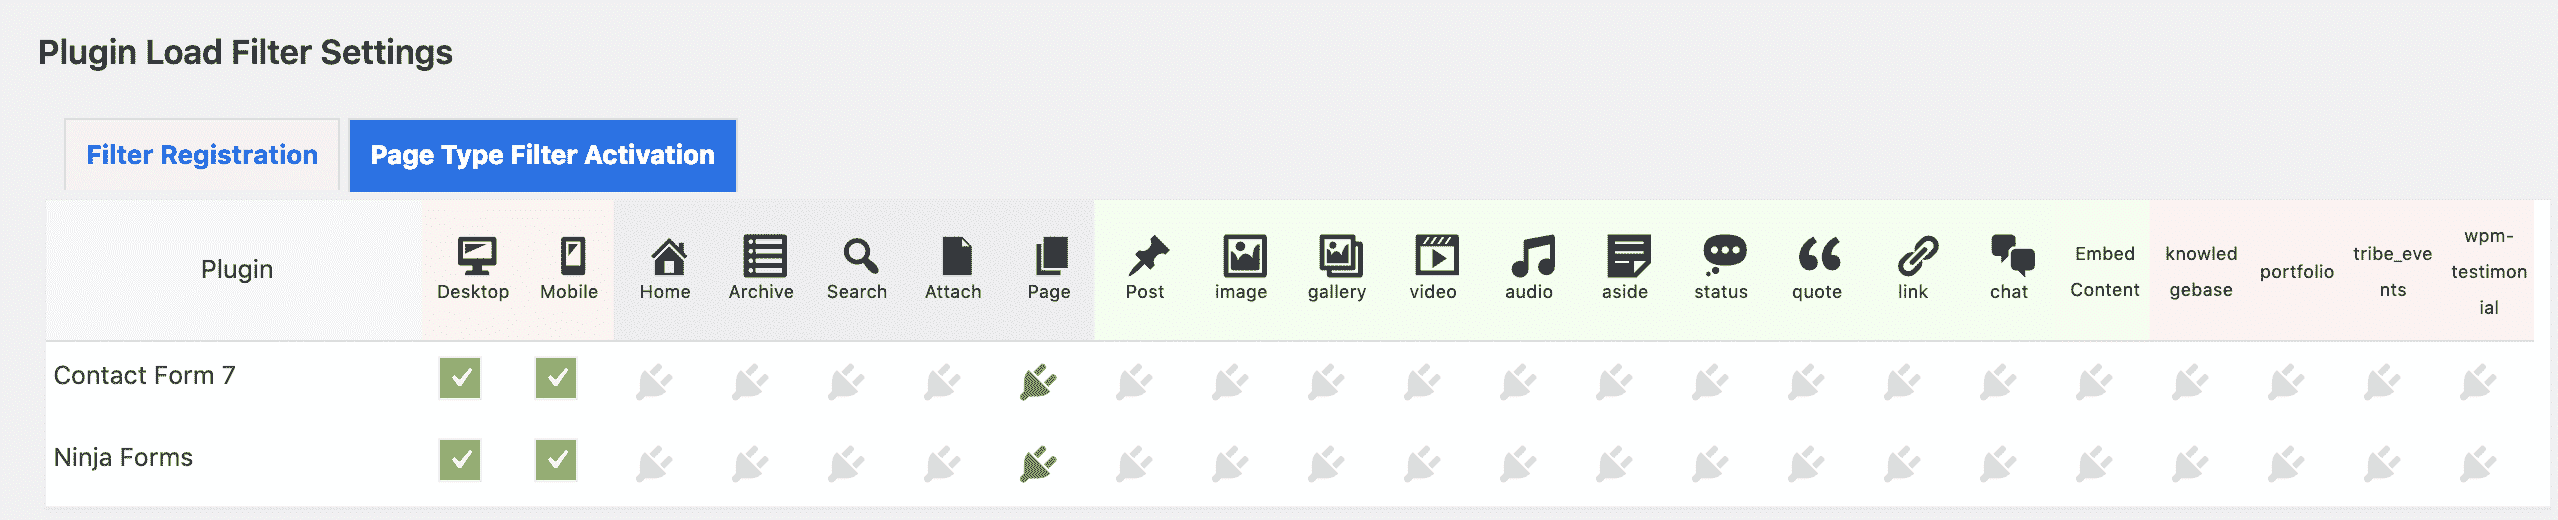 Plugin Load Filter Settings
Filter Registration
Page Type Filter Activation
Plugin
Desktop
Mobile
Home
Archive
Search
Attach
Page
Post
image
gallery
video
audio
aside
status
quote
link
chat
Embed
Content
knowled
gebase
portfolio
tribe_eve
nts
wpm-
testimon
ial
Contact Form 7
Ninja Forms